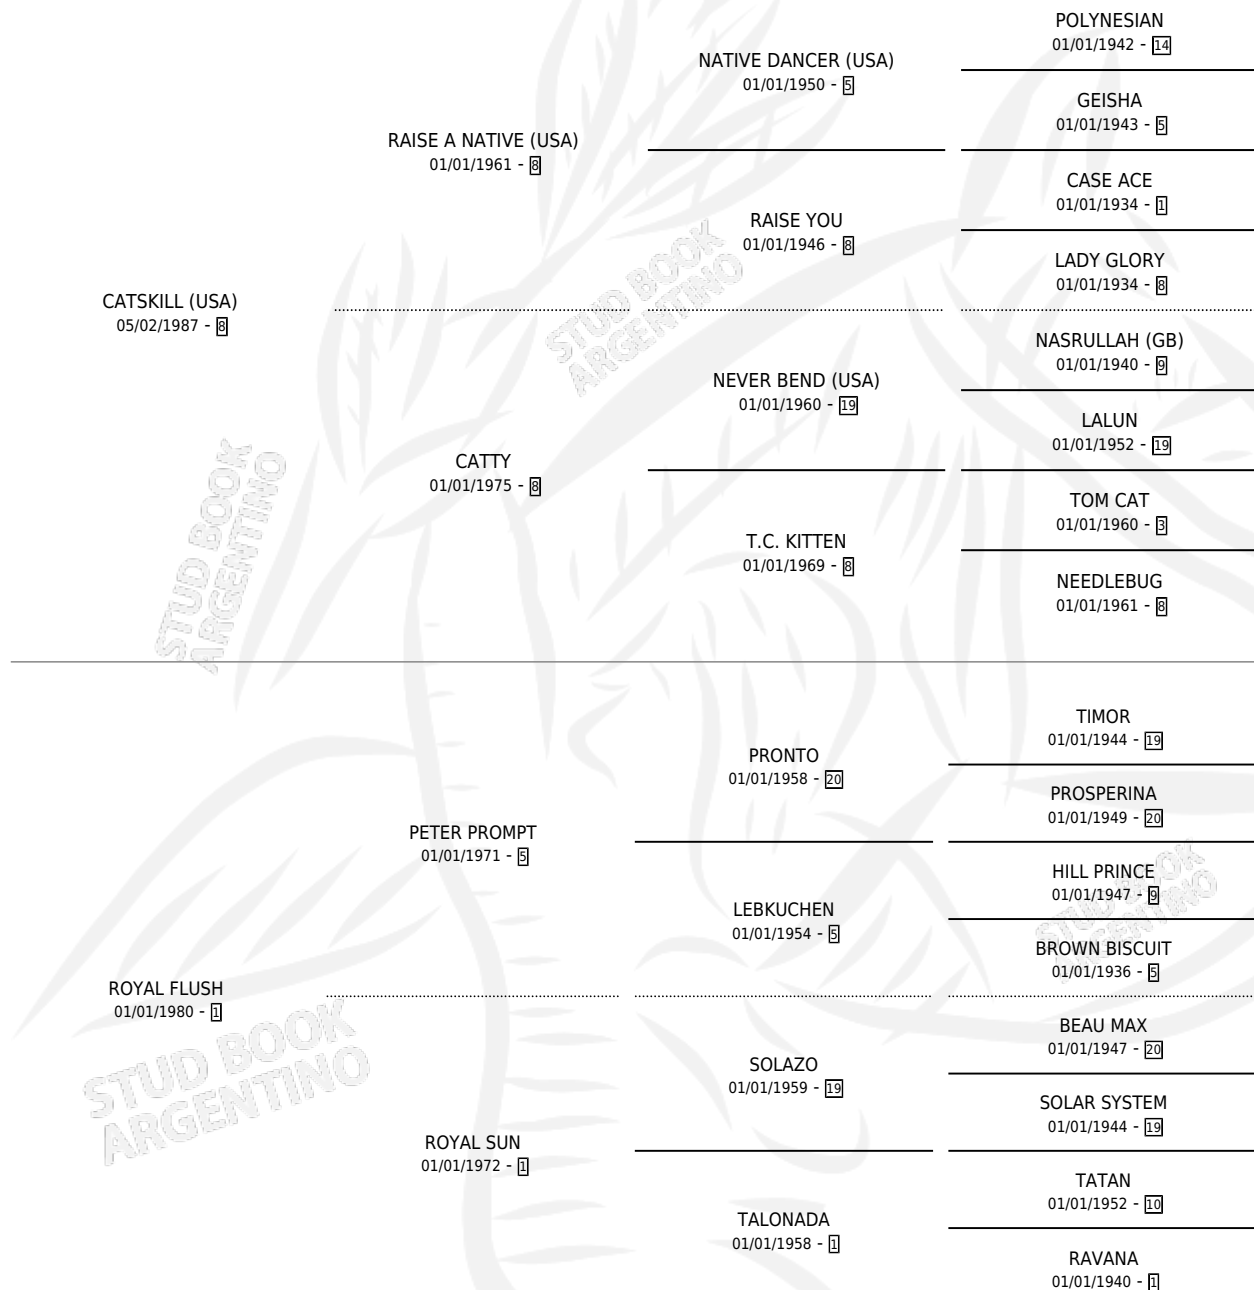 POLYNESIAN
01/01/1942 - 14
NATIVE DANCER (USA)
01/01/1950 - 5
GEISHA
01/01/1943 - 5
RAISE A NATIVE (USA)
01/01/1961 - 8
CASE ACE
01/01/1934 - 1
RAISE YOU
01/01/1946 - 8
LADY GLORY
01/01/1934 - 8
CATSKILL (USA)
05/02/1987 - 8
STUD BOOK
ARGENTINO
NASRULLAH (GB)
01/01/1940 - 9
NEVER BEND (USA)
01/01/1960 - 19
LALUN
01/01/1952 - 19
CATTY
01/01/1975 - 8
TOM CAT
01/01/1960 - 3
T.C. KITTEN
01/01/1969 - 8
NEEDLEBUG
01/01/1961 - 8
STUD BOOK
ARGENTINO
TIMOR
01/01/1944 - 19
PRONTO
01/01/1958 - 20
PROSPERINA
01/01/1949 - 20
PETER PROMPT
01/01/1971 - 5
HILL PRINCE
01/01/1947 - 9
LEBKUCHEN
01/01/1954 - 5
STUD BOOK
ARGENTINO
BROWN BISCUIT
01/01/1936 - 5
ROYAL FLUSH
01/01/1980 - 1
BEAU MAX
01/01/1947 - 20
SOLAZO
01/01/1959 - 19
SOLAR SYSTEM
01/01/1944 - 19
STUD BOOK
ARGENTINO
ROYAL SUN
01/01/1972 - 1
TATAN
01/01/1952 - 10
TALONADA
01/01/1958 - 1
RAVANA
01/01/1940 - 1